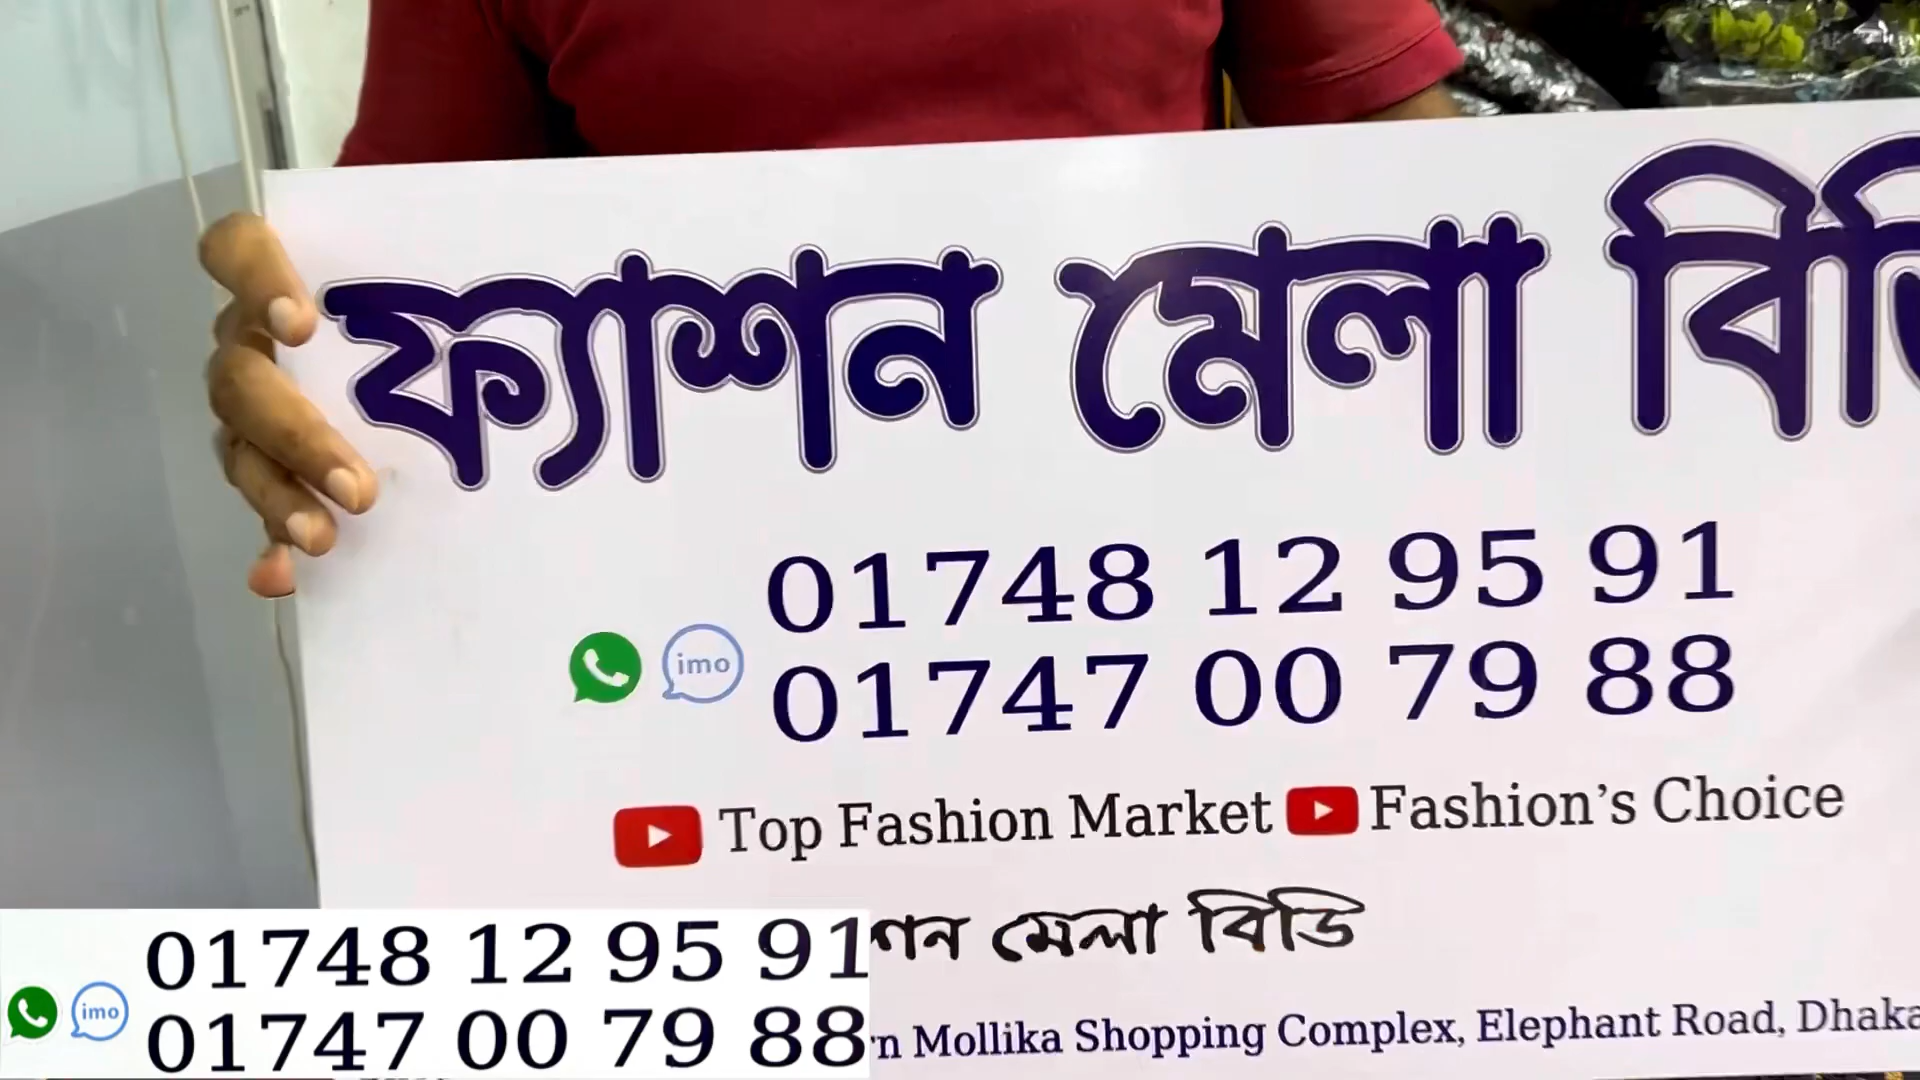 ফ্যাশন মেলা বিডি
01748 12 95 91
imo
01747 00 79 88
Top Fashion Market Fashion's Choice
মেলা বিডি
Mollika Shopping Complex, Elephant Road, Dhaka
01748 12 95 91
imo
01747 00 79 88